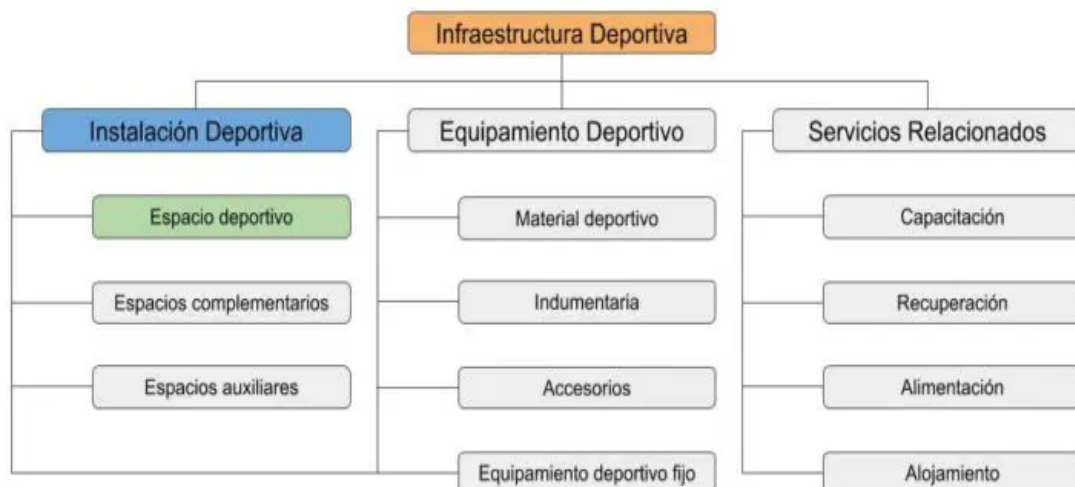 Infraestructura Deportiva
Instalación Deportiva
Equipamiento Deportivo
Servicios Relacionados
Espacio deportivo
Material deportivo
Capacitación
Espacios complementarios
Indumentaria
Recuperación
Espacios auxiliares
Accesorios
Alimentación
Equipamiento deportivo fijo
Alojamiento